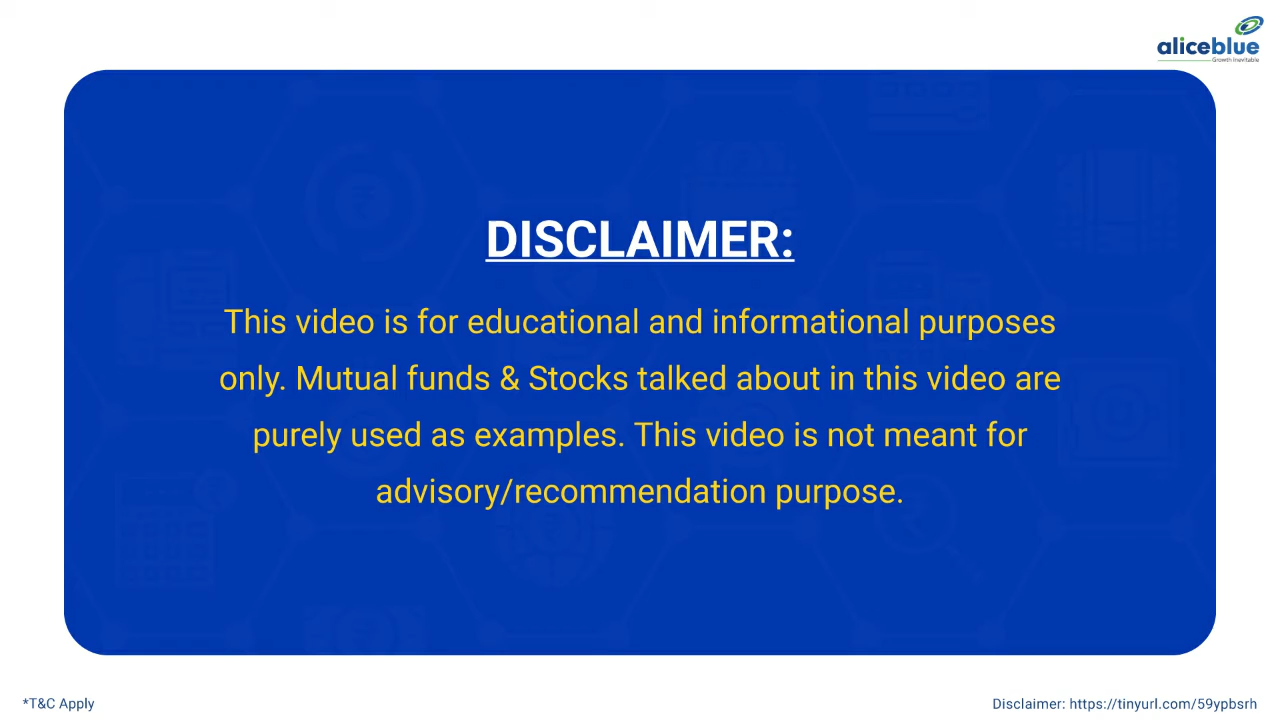 aliceblue
Growth Inevitable
DISCLAIMER:
This video is for educational and informational purposes
only. Mutual funds & Stocks talked about in this video are
purely used as examples. This video is not meant for
advisory/recommendation purpose.
*T&C Apply
Disclaimer: https://tinyurl.com/59ypbsrh